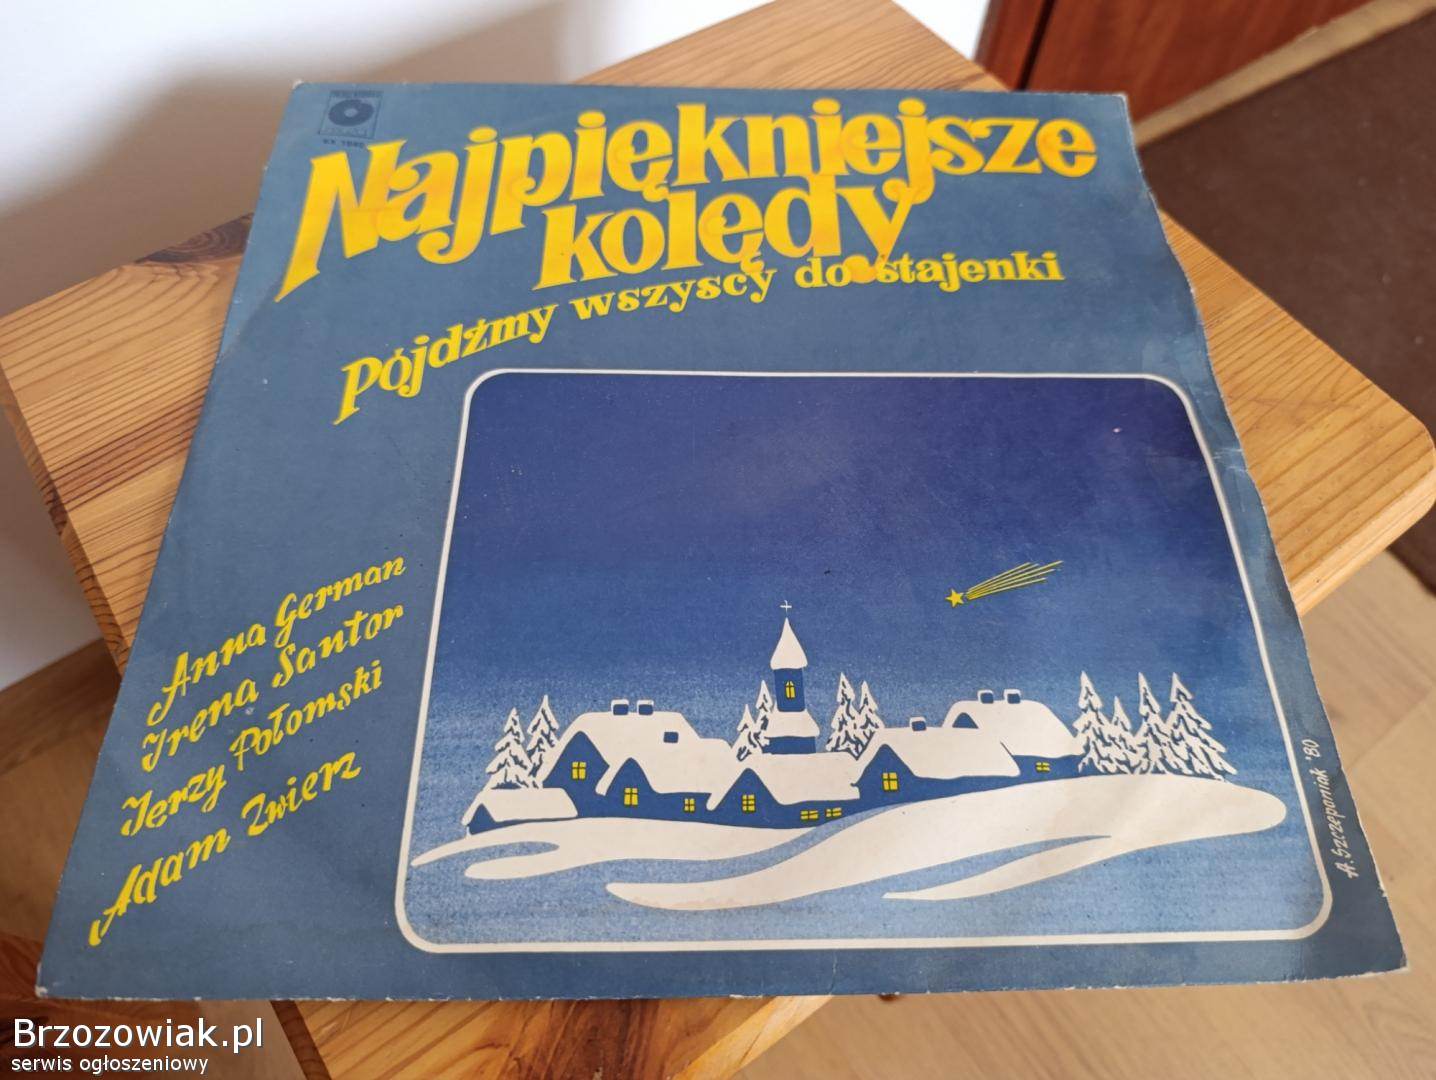 Najpiękniejsze
kolędy
Pójdźmy wszyscy do stajenki
Anna German
Irena Santor
Jerzy Połomski
Adam Zwierz
A. Szczepaniak '80
Brzozowiak.pl
serwis ogłoszeniowy